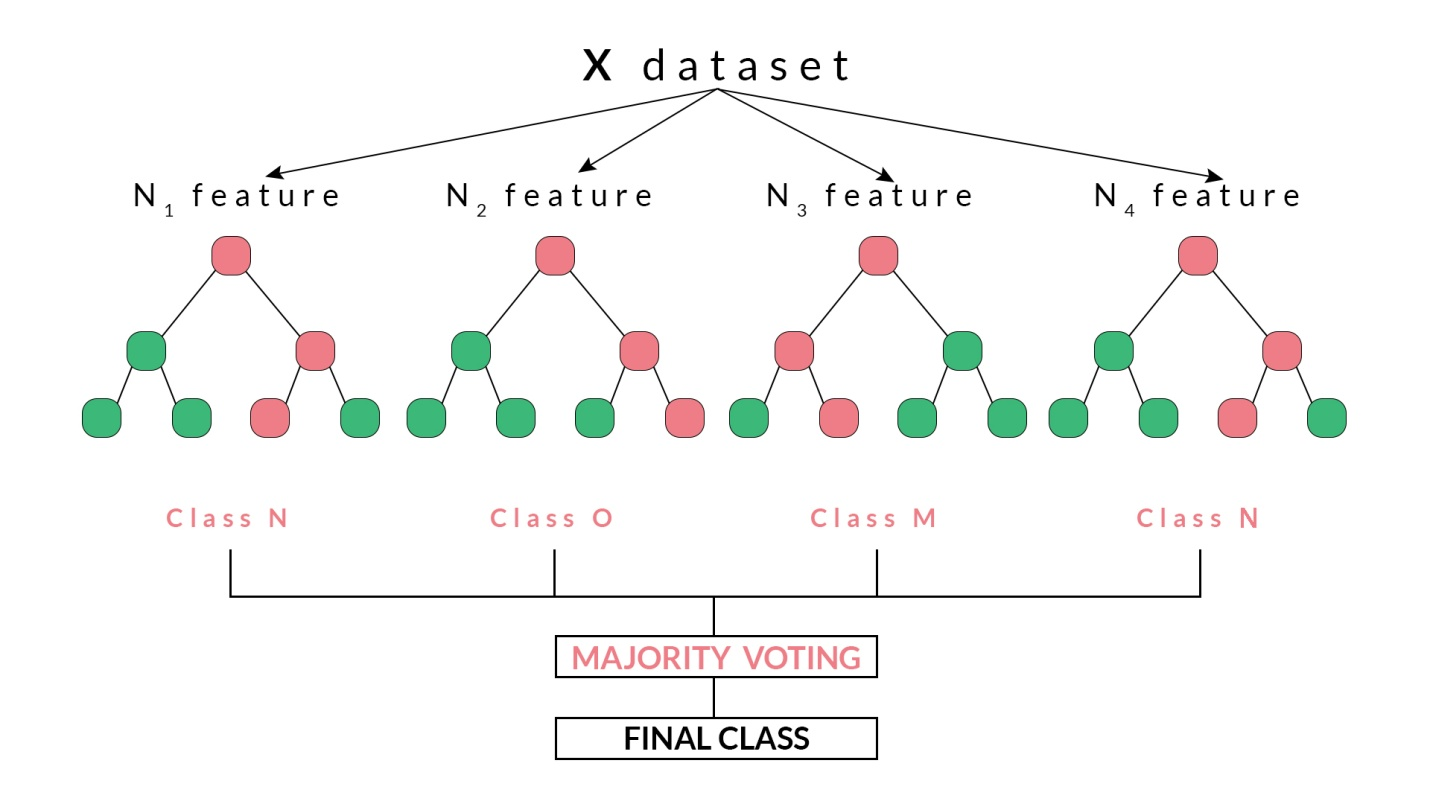 X dataset
N1 feature
N2 feature
N3 feature
N4 feature
Class N
Class O
Class M
Class N
MAJORITY VOTING
FINAL CLASS